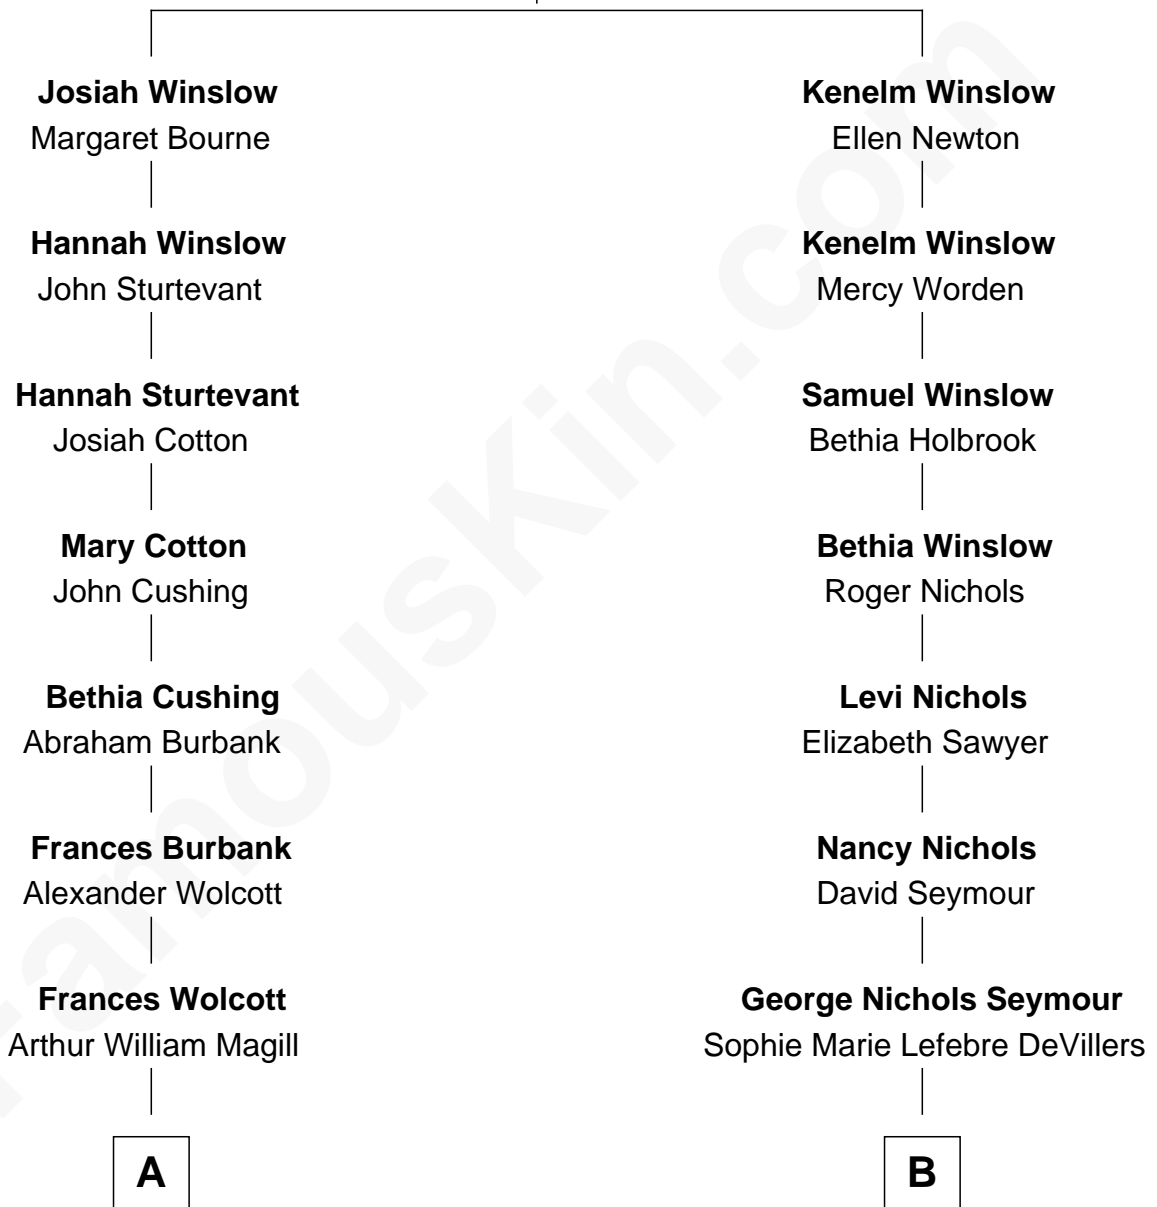 Josiah Winslow
Margaret Bourne
Hannah Winslow
John Sturtevant
Hannah Sturtevant
Josiah Cotton
Mary Cotton
John Cushing
Bethia Cushing
Abraham Burbank
Frances Burbank
Alexander Wolcott
Frances Wolcott
Arthur William Magill
A
Kenelm Winslow
Ellen Newton
Kenelm Winslow
Mercy Worden
Samuel Winslow
Bethia Holbrook
Bethia Winslow
Roger Nichols
Levi Nichols
Elizabeth Sawyer
Nancy Nichols
David Seymour
George Nichols Seymour
Sophie Marie Lefebre DeVillers
B
FamousKin.com